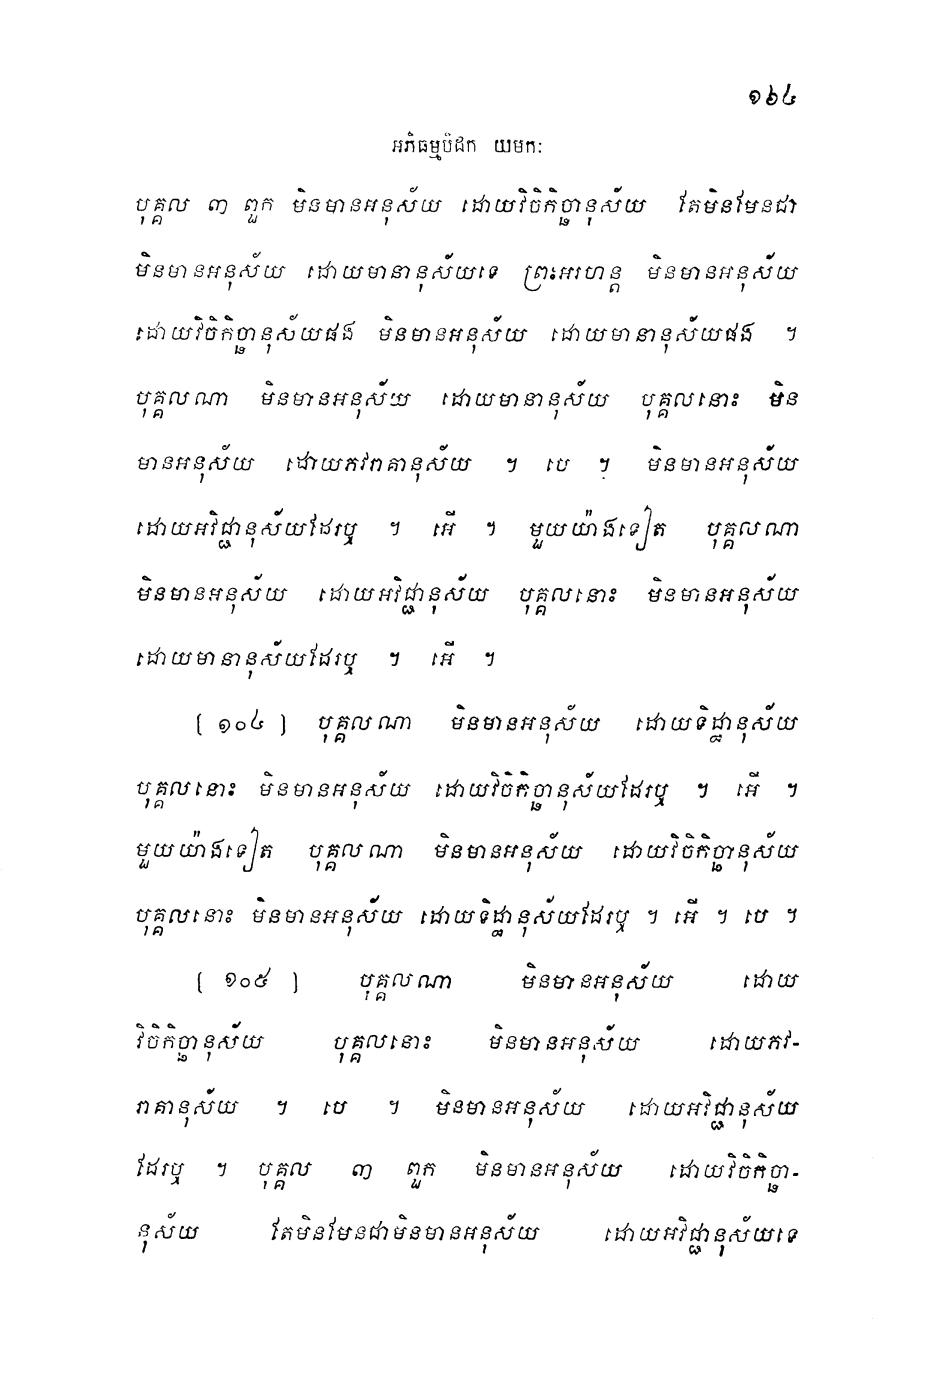 ១៦៤
អភិធម្មបិដក យមកៈ
បុគ្គល ៣ ពួក មិនមានអនុស័យ ដោយវិចិកិច្ឆានុស័យ តែមិនមែនជា
មិនមានអនុស័យ ដោយមានានុស័យទេ ព្រះអរហន្ត មិនមានអនុស័យ
ដោយវិចិកិច្ឆានុស័យផង មិនមានអនុស័យ ដោយមានានុស័យផង ។
បុគ្គលណា មិនមានអនុស័យ ដោយមានានុស័យ បុគ្គលនោះ មិន
មានអនុស័យ ដោយភវរាគានុស័យ ។ បេ ។ មិនមានអនុស័យ
ដោយអវិជ្ជានុស័យដែរឬ ។ អើ ។ មួយយ៉ាងទៀត បុគ្គលណា
មិនមានអនុស័យ ដោយអវិជ្ជានុស័យ បុគ្គលនោះ មិនមានអនុស័យ
ដោយមានានុស័យដែរឬ ។ អើ ។
[ ១០៤ ] បុគ្គលណា មិនមានអនុស័យ ដោយទិដ្ឋានុស័យ
បុគ្គលនោះ មិនមានអនុស័យ ដោយវិចិកិច្ឆានុស័យដែរឬ ។ អើ ។
មួយយ៉ាងទៀត បុគ្គលណា មិនមានអនុស័យ ដោយវិចិកិច្ឆានុស័យ
បុគ្គលនោះ មិនមានអនុស័យ ដោយទិដ្ឋានុស័យដែរឬ ។ អើ ។ បេ ។
[ ១០៥ ] បុគ្គលណា មិនមានអនុស័យ ដោយ
វិចិកិច្ឆានុស័យ បុគ្គលនោះ មិនមានអនុស័យ ដោយភវ-
រាគានុស័យ ។ បេ ។ មិនមានអនុស័យ ដោយអវិជ្ជានុស័យ
ដែរឬ ។ បុគ្គល ៣ ពួក មិនមានអនុស័យ ដោយវិចិកិច្ឆា-
នុស័យ តែមិនមែនជាមិនមានអនុស័យ ដោយអវិជ្ជានុស័យទេ